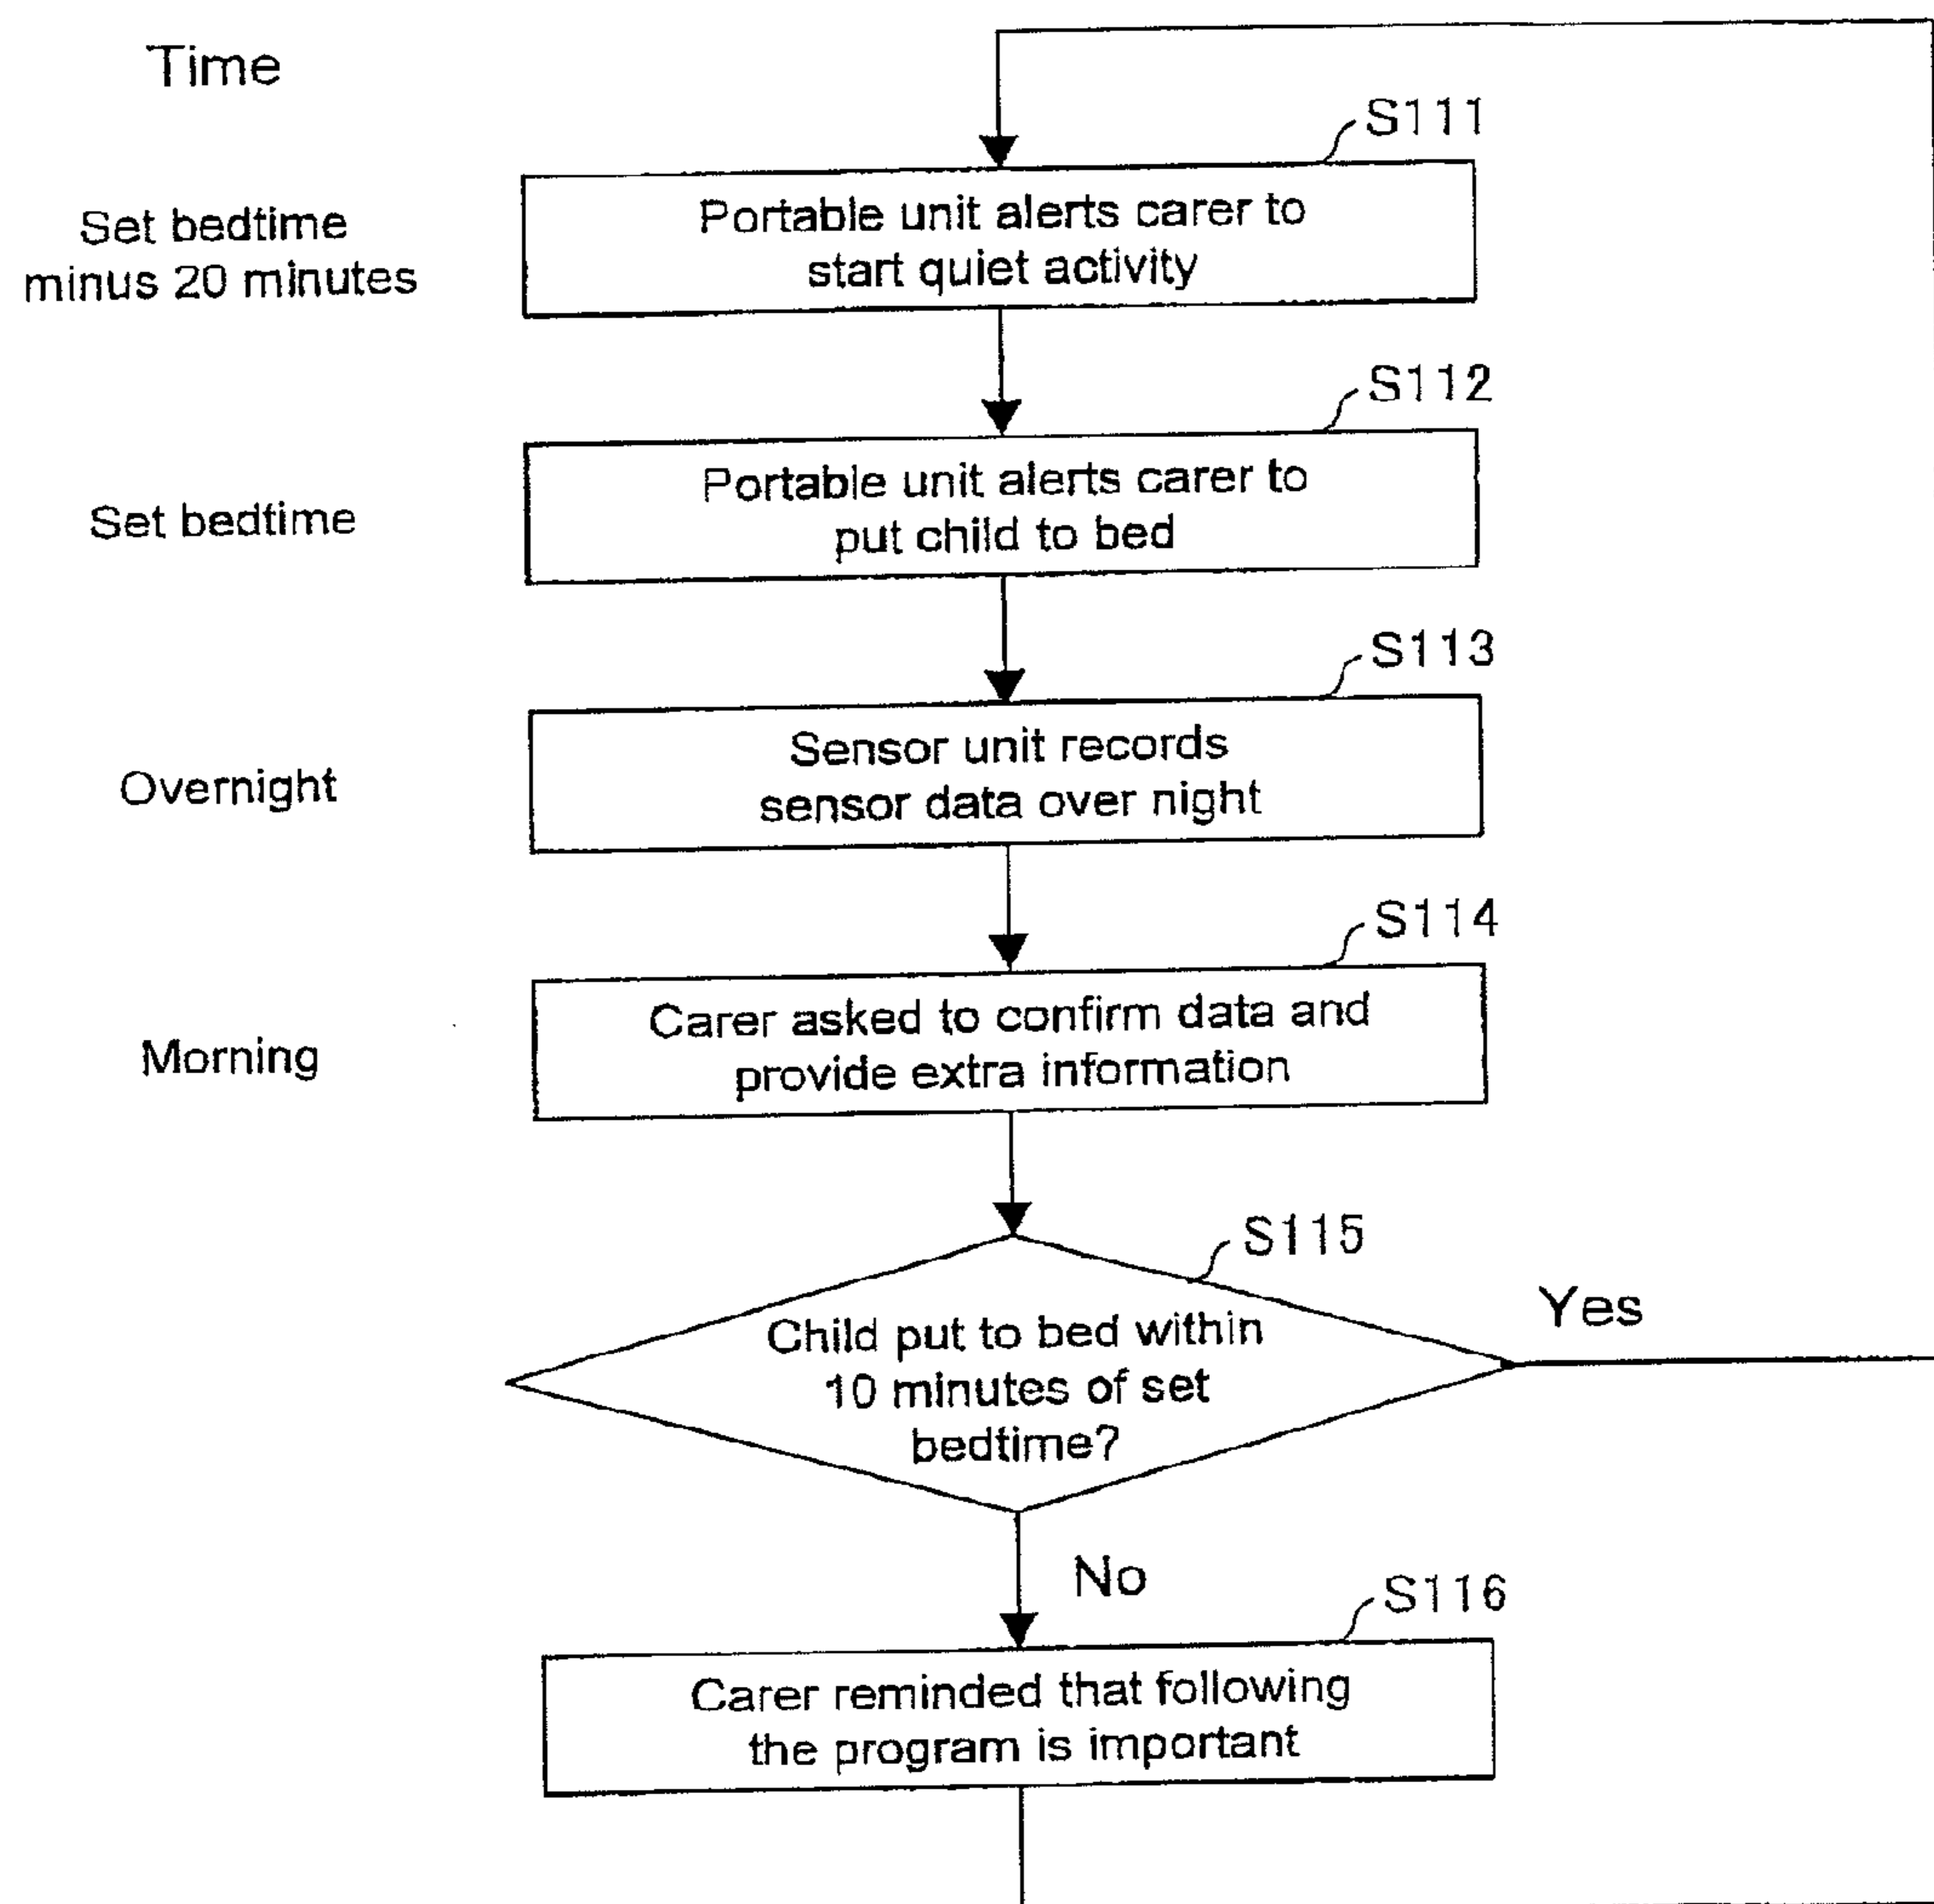 Time
S111
Set bedtime
minus 20 minutes
Portable unit alerts carer to
start quiet activity
S112
Set bedtime
Portable unit alerts carer to
put child to bed
S113
Overnight
Sensor unit records
sensor data over night
S114
Morning
Carer asked to confirm data and
provide extra information
S115
Child put to bed within
10 minutes of set
bedtime?
Yes
No
S116
Carer reminded that following
the program is important